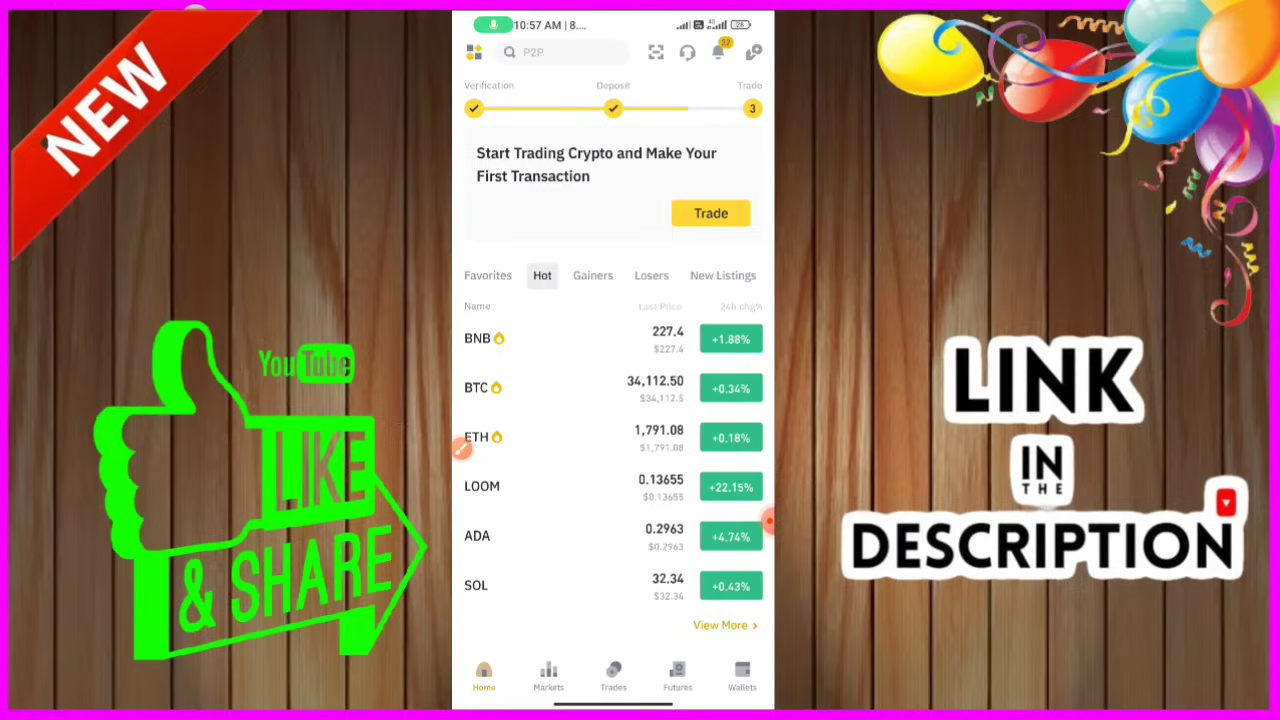 NEW
10:57 AM | 8....
28
P2P
32
Verification
Deposit
Trade
3
Start Trading Crypto and Make Your
First Transaction
Trade
Favorites
Hot
Gainers
Losers
New Listings
Name
Last Price
24h chg%
BNB
227.4
$227.4
+1.88%
BTC
34,112.50
$34,112.5
+0.34%
ETH
1,791.08
$1,791.08
+0.18%
LOOM
0.13655
$0.13655
+22.15%
ADA
0.2963
$0.2963
+4.74%
SOL
32.34
$32.34
+0.43%
View More
Home
Markets
Trades
Futures
Wallets
YouTube
LIKE
& SHARE
LINK
IN
THE
DESCRIPTION